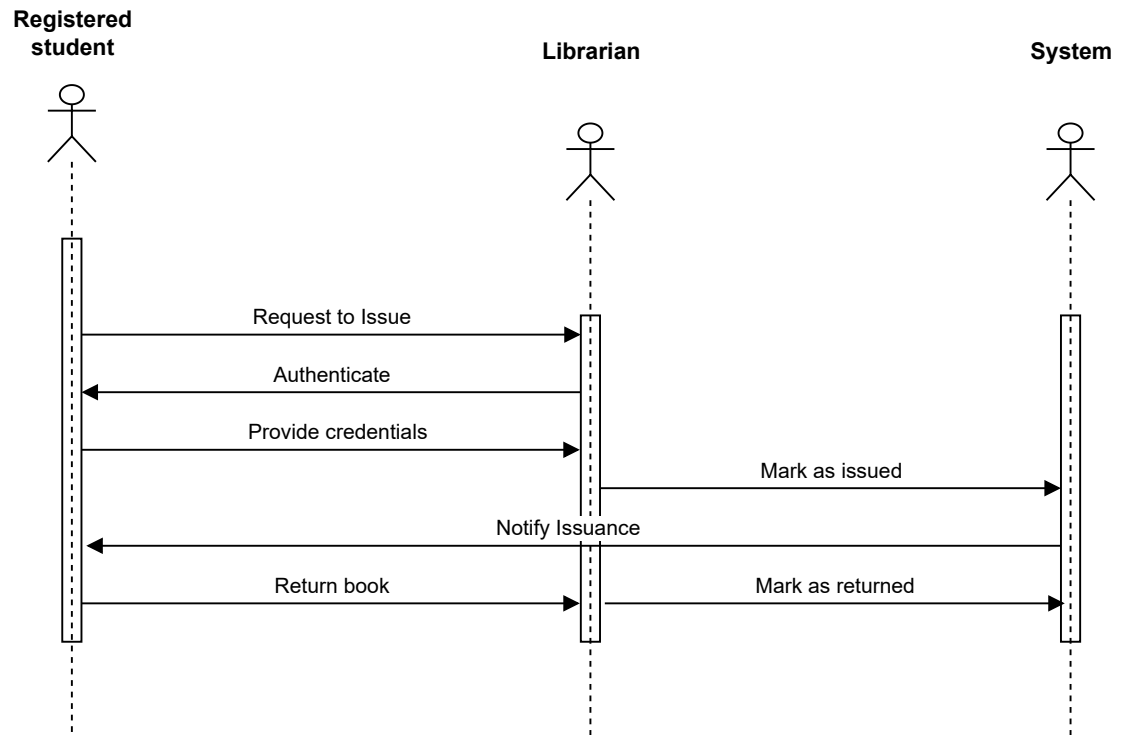 Registered
student
Librarian
System
Request to Issue
Authenticate
Provide credentials
Mark as issued
Notify Issuance
Return book
Mark as returned